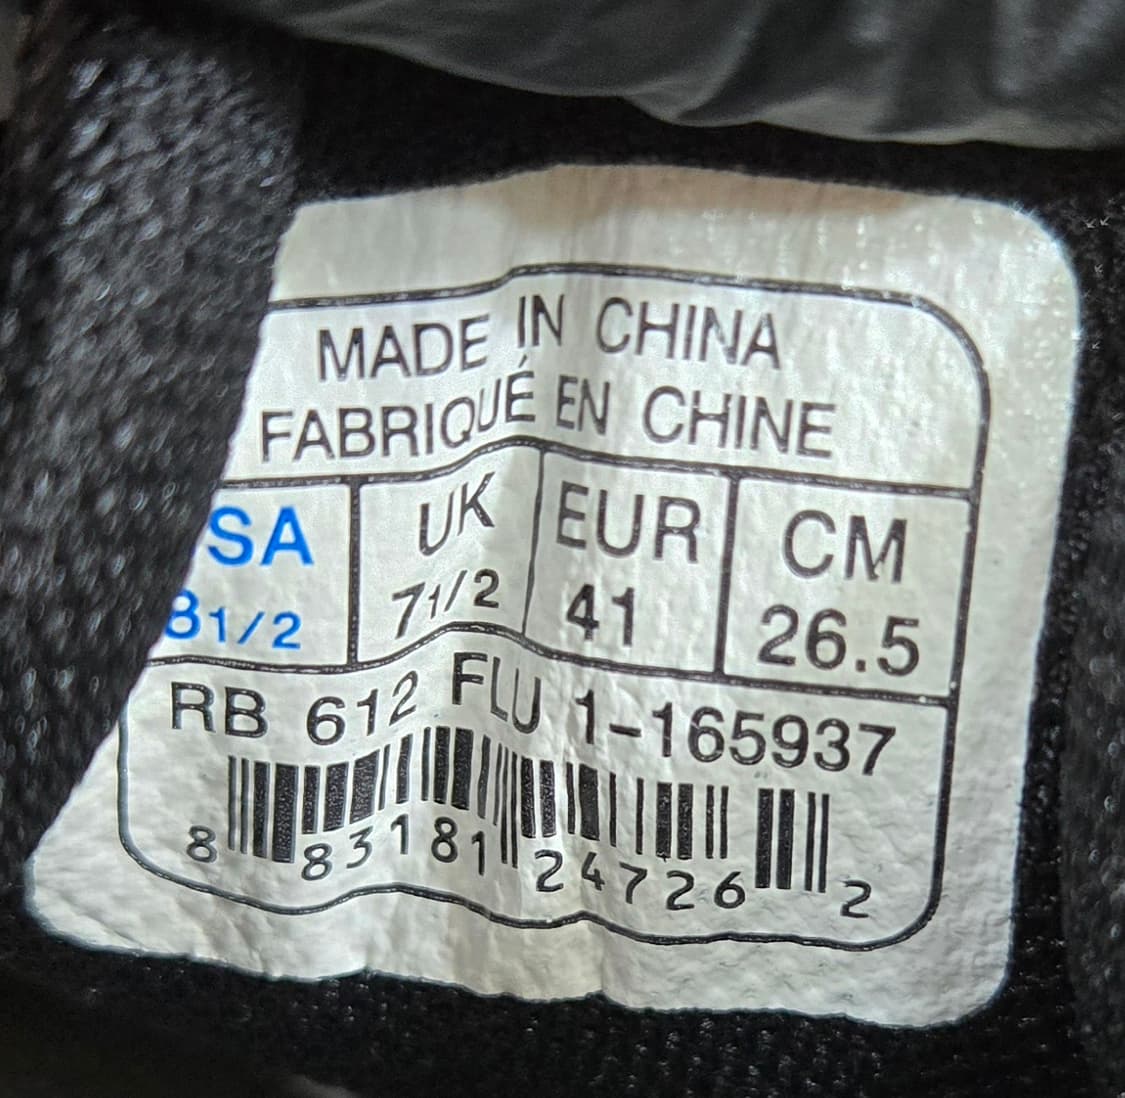 MADE IN CHINA
FABRIQUÉ EN CHINE
SA UK EUR CM
81/2 71/2 41 26.5
RB 612 FLU 1-165937
8 83181 24726 2